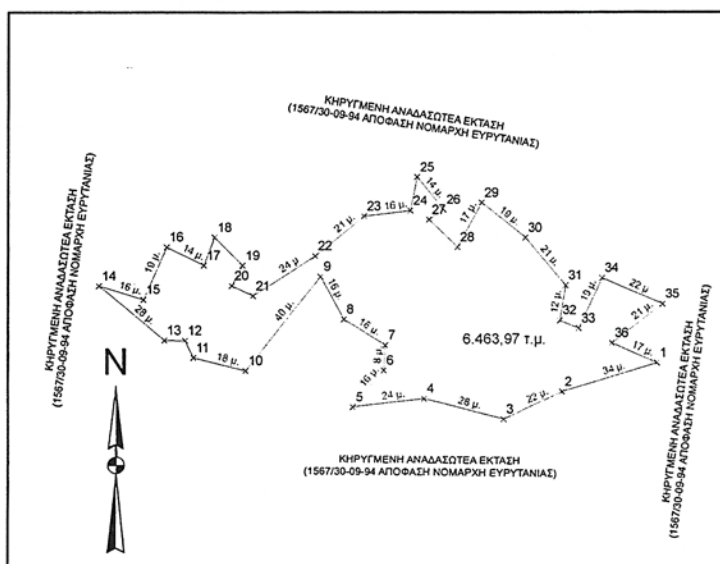 ΚΗΡΥΓΜΕΝΗ ΑΝΑΔΑΣΩΤΕΑ ΕΚΤΑΣΗ
(1567/30-09-94 ΑΠΟΦΑΣΗ ΝΟΜΑΡΧΗ ΕΥΡΥΤΑΝΙΑΣ)
ΚΗΡΥΓΜΕΝΗ ΑΝΑΔΑΣΩΤΕΑ ΕΚΤΑΣΗ
(1567/30-09-94 ΑΠΟΦΑΣΗ ΝΟΜΑΡΧΗ ΕΥΡΥΤΑΝΙΑΣ)
25
14 μ.
26
29
23
16 μ.
24
27
17 μ.
19 μ.
30
28
21 μ.
18
16
14 μ.
17
19
22
24 μ.
21 μ.
20
21
14
16 μ.
15
19 μ.
28 μ.
13
12
11
18 μ.
10
40 μ.
9
16 μ.
8
16 μ.
7
8 μ.
6
16 μ.
5
24 μ.
4
28 μ.
3
22 μ.
2
34 μ.
1
17 μ.
36
21 μ.
35
22 μ
34
19 μ.
33
32
12 μ.
31
6.463,97 τ.μ.
N
ΚΗΡΥΓΜΕΝΗ ΑΝΑΔΑΣΩΤΕΑ ΕΚΤΑΣΗ
(1567/30-09-94 ΑΠΟΦΑΣΗ ΝΟΜΑΡΧΗ ΕΥΡΥΤΑΝΙΑΣ)
ΚΗΡΥΓΜΕΝΗ ΑΝΑΔΑΣΩΤΕΑ ΕΚΤΑΣΗ
(1567/30-09-94 ΑΠΟΦΑΣΗ ΝΟΜΑΡΧΗ ΕΥΡΥΤΑΝΙΑΣ)